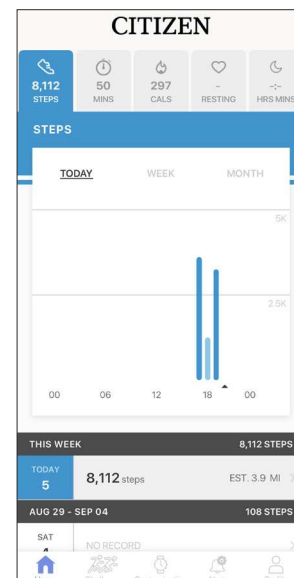 CITIZEN
8,112 50 297 - -:-
STEPS MINS CALS RESTING HRS MINS
STEPS
TODAY WEEK MONTH
5K
2.5K
00 06 12 18 00
THIS WEEK 8,112 STEPS
TODAY
5
8,112 steps EST. 3.9 MI
AUG 29 - SEP 04 108 STEPS
SAT
NO RECORD